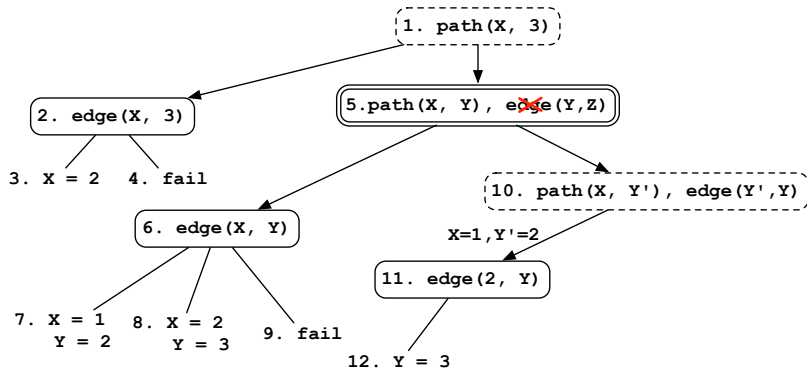 1. path(X, 3)
2. edge(X, 3)
5.path(X, Y), edge(Y,Z)
3. X = 2
4. fail
10. path(X, Y'), edge(Y',Y)
6. edge(X, Y)
X=1,Y'=2
11. edge(2, Y)
7. X = 1
Y = 2
8. X = 2
Y = 3
9. fail
12. Y = 3